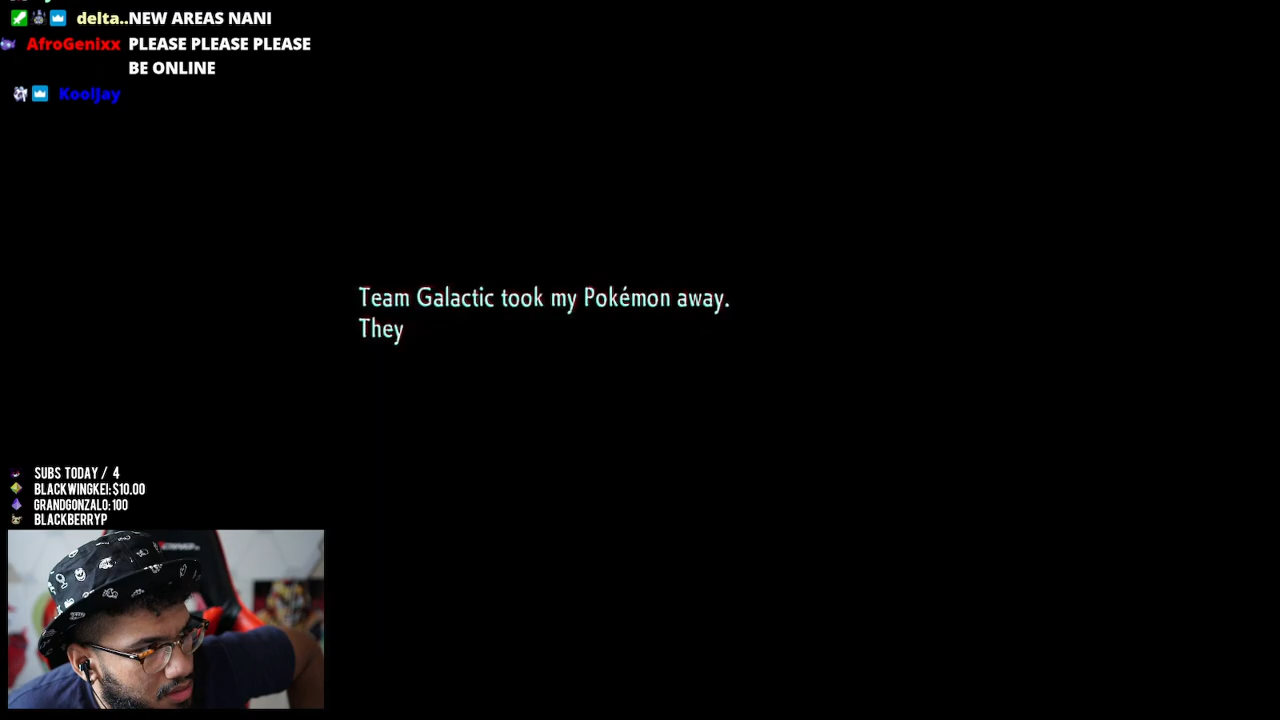 delta..NEW AREAS NANI
AfroGenixx PLEASE PLEASE PLEASE
BE ONLINE
KoolJay
Team Galactic took my Pokémon away.
They
SUBS TODAY / 4
BLACKWINGKEI: $10.00
GRANDGONZALO: 100
BLACKBERRYP